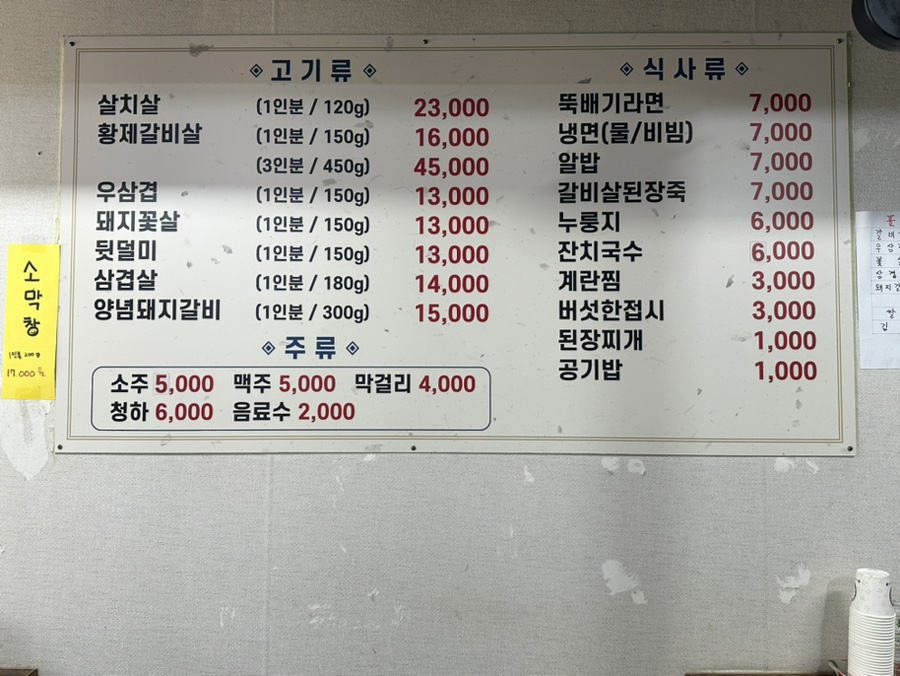 ◈ 고기류 ◈
살치살 (1인분 / 120g) 23,000
황제갈비살 (1인분 / 150g) 16,000
(3인분 / 450g) 45,000
우삼겹 (1인분 / 150g) 13,000
돼지꽃살 (1인분 / 150g) 13,000
뒷덜미 (1인분 / 150g) 13,000
삼겹살 (1인분 / 180g) 14,000
양념돼지갈비 (1인분 / 300g) 15,000
◈ 주류 ◈
소주 5,000 맥주 5,000 막걸리 4,000
청하 6,000 음료수 2,000
◈ 식사류 ◈
뚝배기라면 7,000
냉면(물/비빔) 7,000
알밥 7,000
갈비살된장죽 7,000
누룽지 6,000
잔치국수 6,000
계란찜 3,000
버섯한접시 3,000
된장찌개 1,000
공기밥 1,000
소막창
1인분 200g
17.000